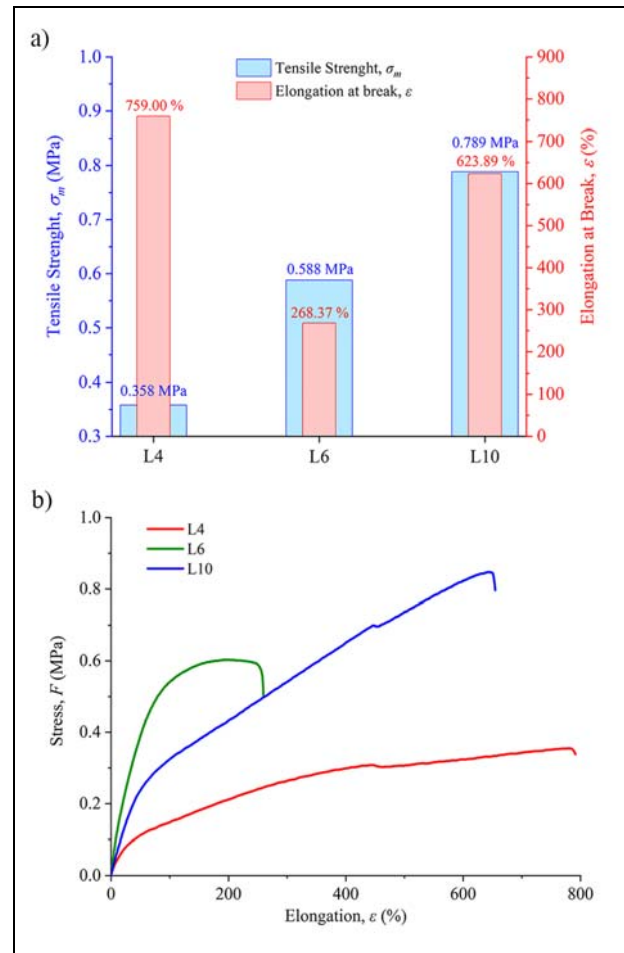 a)
Tensile Strenght, σm
Elongation at break, ε
759.00 %
0.358 MPa
0.588 MPa
268.37 %
0.789 MPa
623.89 %
Tensile Strenght, σm (MPa)
1.0
0.9
0.8
0.7
0.6
0.5
0.4
0.3
Elongation at Break, ε (%)
900
800
700
600
500
400
300
200
100
0
L4 L6 L10
b)
L4
L6
L10
Stress, F (MPa)
1.0
0.8
0.6
0.4
0.2
0.0
0 200 400 600 800
Elongation, ε (%)